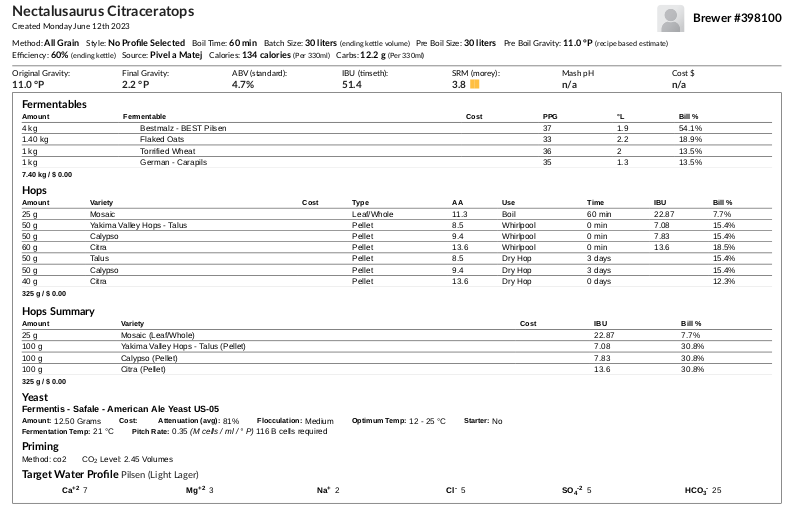 Nectalusaurus Citraceratops
Created Monday June 12th 2023
Brewer #398100
Method: All Grain Style: No Profile Selected Boil Time: 60 min Batch Size: 30 liters (ending kettle volume) Pre Boil Size: 30 liters Pre Boil Gravity: 11.0 °P (recipe based estimate)
Efficiency: 60% (ending kettle) Source: Pivel a Matej Calories: 134 calories (Per 330ml) Carbs: 12.2 g (Per 330ml)
Original Gravity: Final Gravity: ABV (standard): IBU (tinseth): SRM (morey): Mash pH Cost $
11.0 °P 2.2 °P 4.7% 51.4 3.8 n/a n/a
Fermentables
Amount Fermentable Cost PPG °L Bill %
4 kg Bestmalz - BEST Pilsen 37 1.9 54.1%
1.40 kg Flaked Oats 33 2.2 18.9%
1 kg Torrified Wheat 36 2 13.5%
1 kg German - Carapils 35 1.3 13.5%
7.40 kg / $ 0.00
Hops
Amount Variety Cost Type AA Use Time IBU Bill %
25 g Mosaic Leaf/Whole 11.3 Boil 60 min 22.87 7.7%
50 g Yakima Valley Hops - Talus Pellet 8.5 Whirlpool 0 min 7.08 15.4%
50 g Calypso Pellet 9.4 Whirlpool 0 min 7.83 15.4%
60 g Citra Pellet 13.6 Whirlpool 0 min 13.6 18.5%
50 g Talus Pellet 8.5 Dry Hop 3 days 15.4%
50 g Calypso Pellet 9.4 Dry Hop 3 days 15.4%
40 g Citra Pellet 13.6 Dry Hop 0 days 12.3%
325 g / $ 0.00
Hops Summary
Amount Variety Cost IBU Bill %
25 g Mosaic (Leaf/Whole) 22.87 7.7%
100 g Yakima Valley Hops - Talus (Pellet) 7.08 30.8%
100 g Calypso (Pellet) 7.83 30.8%
100 g Citra (Pellet) 13.6 30.8%
325 g / $ 0.00
Yeast
Fermentis - Safale - American Ale Yeast US-05
Amount: 12.50 Grams Cost: Attenuation (avg): 81% Flocculation: Medium Optimum Temp: 12 - 25 °C Starter: No
Fermentation Temp: 21 °C Pitch Rate: 0.35 (M cells / ml / ° P) 116 B cells required
Priming
Method: co2 CO₂ Level: 2.45 Volumes
Target Water Profile Pilsen (Light Lager)
Ca⁺² 7 Mg⁺² 3 Na⁺ 2 Cl⁻ 5 SO₄⁻² 5 HCO₃⁻ 25